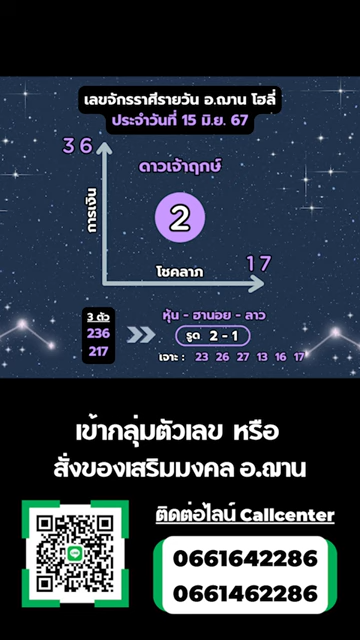 เลขจักรราศีรายวัน อ.ฌาน โฮลี่
ประจำวันที่ 15 มิ.ย. 67
36
ดาวเจ้าฤกษ์
การเงิน
2
โชคลาภ
17
3 ตัว
236
217
หุ้น - ฮานอย - ลาว
รูด 2 - 1
เจาะ : 23 26 27 13 16 17
เข้ากลุ่มตัวเลข หรือ
สั่งของเสริมมงคล อ.ฌาน
ติดต่อไลน์ Callcenter
0661642286
0661462286